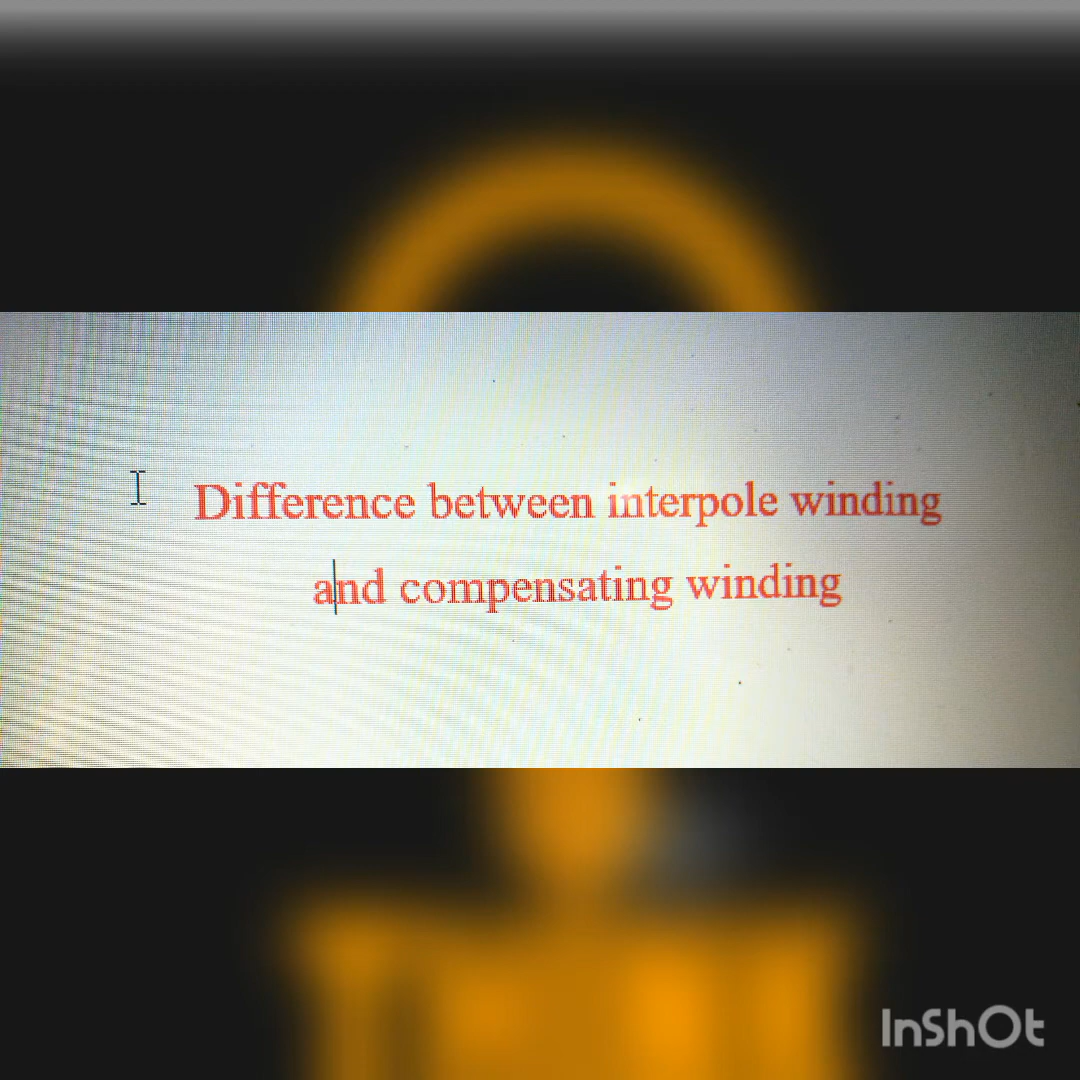 Difference between interpole winding
and compensating winding
InShOt